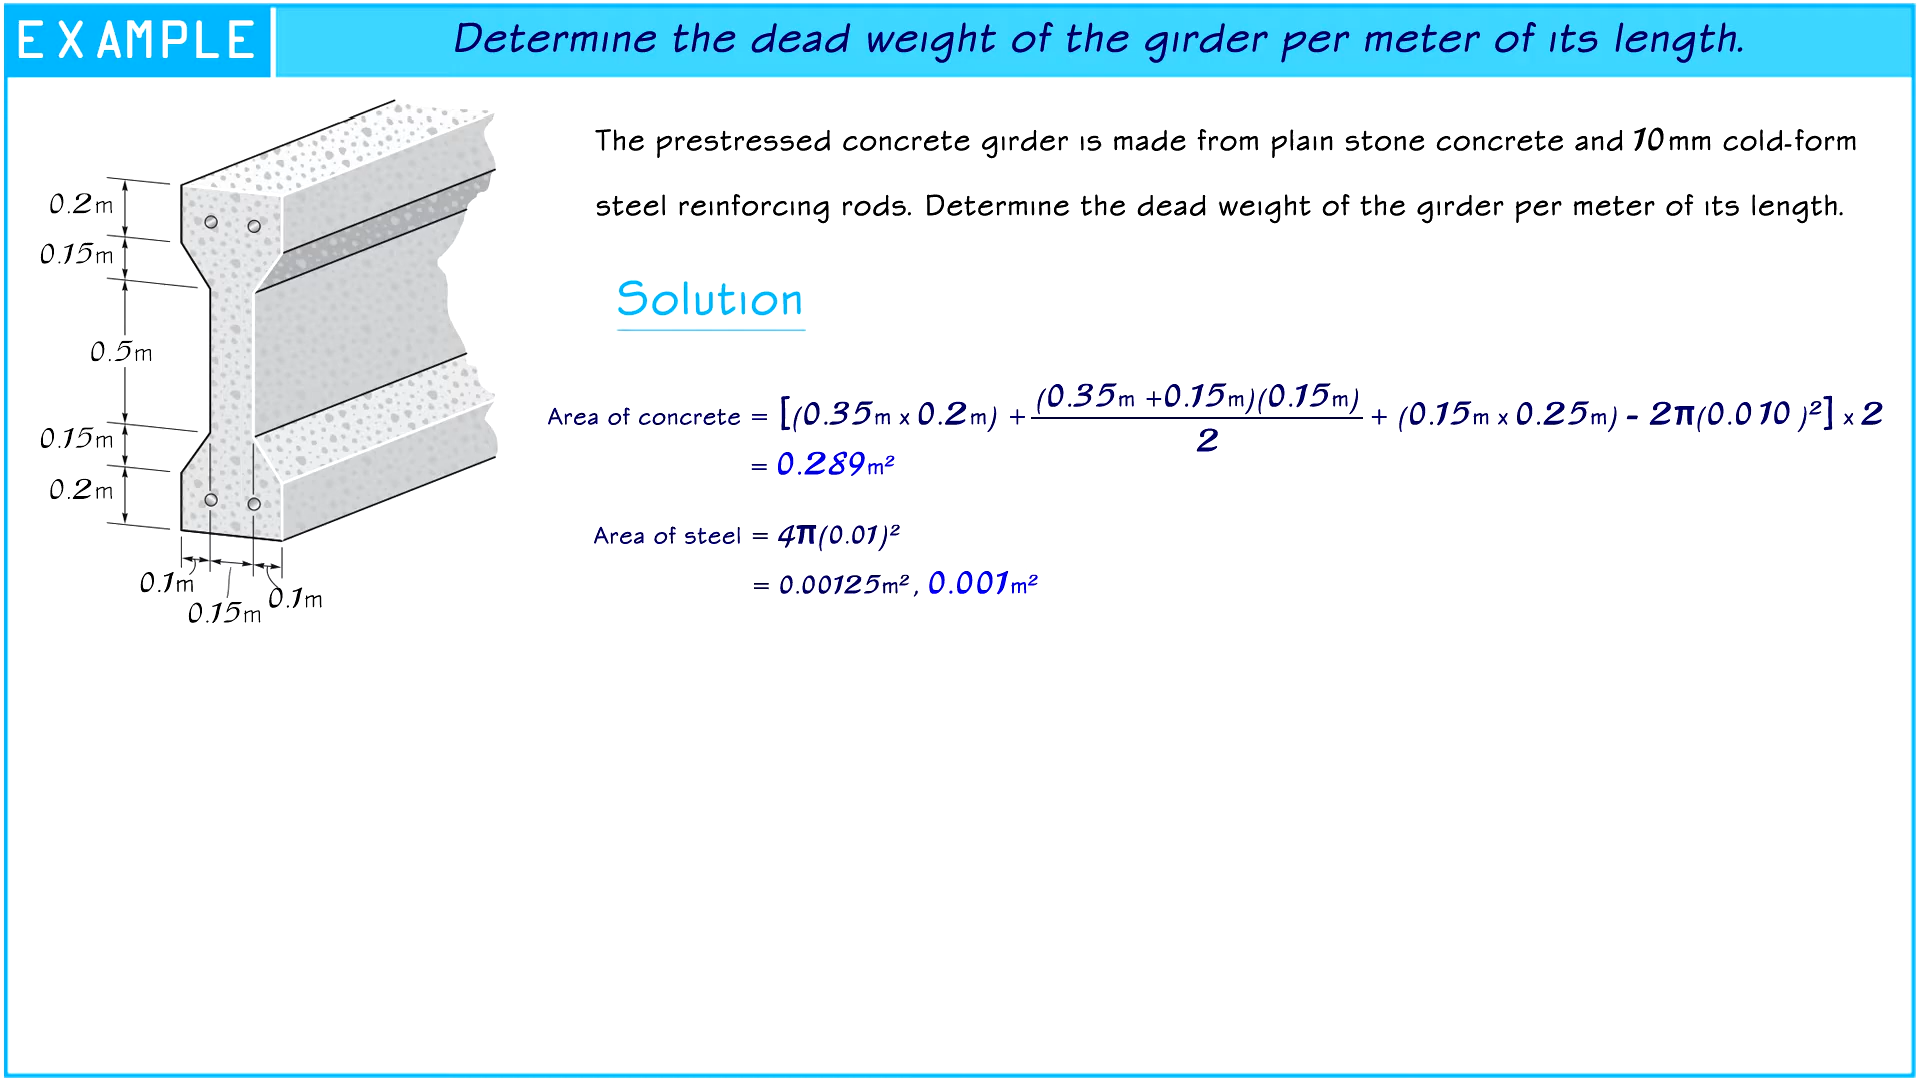 EXAMPLE
Determine the dead weight of the girder per meter of its length.
The prestressed concrete girder is made from plain stone concrete and 10mm cold-form
steel reinforcing rods. Determine the dead weight of the girder per meter of its length.
Solution
0.2m
0.15m
0.5m
0.15m
0.2m
0.1m
0.15m
0.1m
Area of concrete = [(0.35m x 0.2m) + (0.35m +0.15m)(0.15m)/2 + (0.15m x 0.25m) - 2π(0.010 )²] x 2
= 0.289m²
Area of steel = 4π(0.01)²
= 0.00125m², 0.001m²